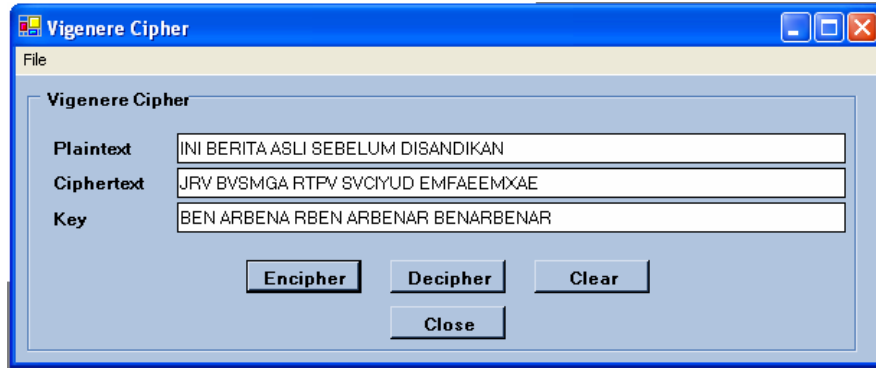 Vigenere Cipher
File
Vigenere Cipher
Plaintext INI BERITA ASLI SEBELUM DISANDIKAN
Ciphertext JRV BVSMGA RTPV SVCIYUD EMFAEEMXAE
Key BEN ARBENA RBEN ARBENAR BENARBENAR
Encipher Decipher Clear
Close